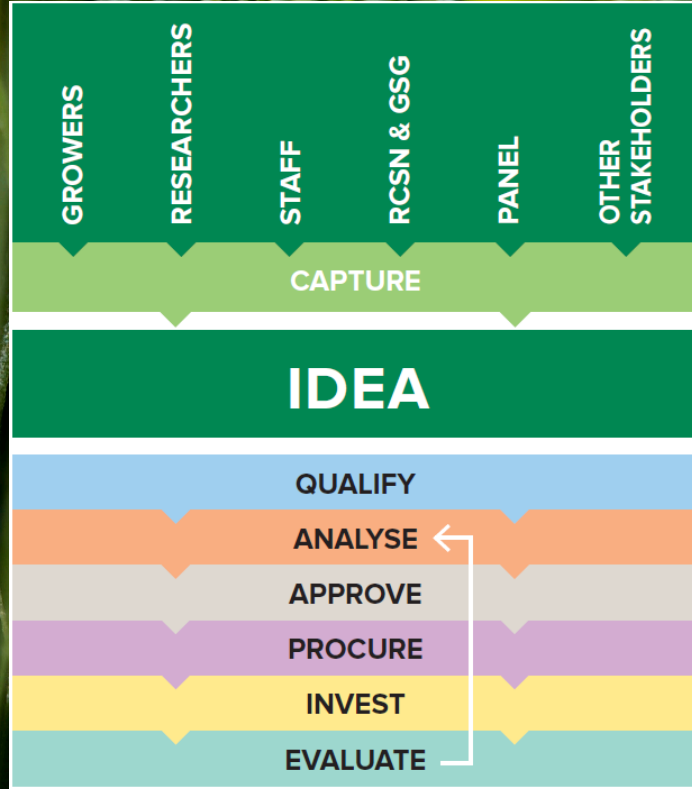 GROWERS
RESEARCHERS
STAFF
RCSN & GSG
PANEL
OTHER
STAKEHOLDERS
CAPTURE
IDEA
QUALIFY
ANALYSE
APPROVE
PROCURE
INVEST
EVALUATE